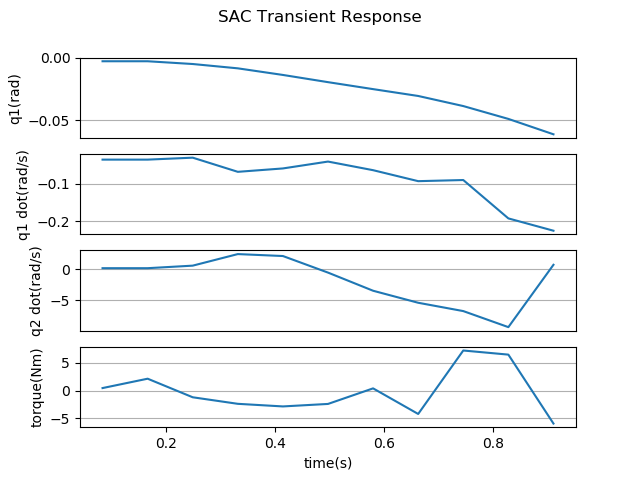 SAC Transient Response
q1(rad)
0.00
−0.05
q1 dot(rad/s)
−0.1
−0.2
q2 dot(rad/s)
0
−5
torque(Nm)
5
0
−5
0.2 0.4 0.6 0.8
time(s)